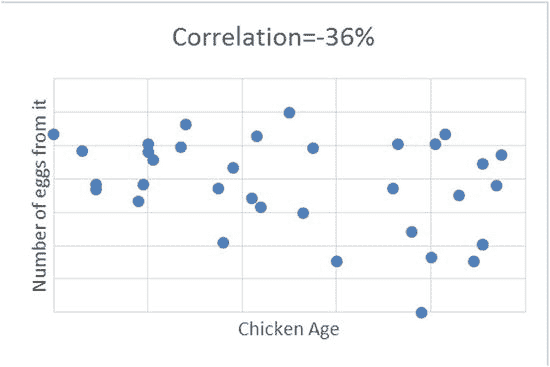 Correlation=-36%
Number of eggs from it
Chicken Age